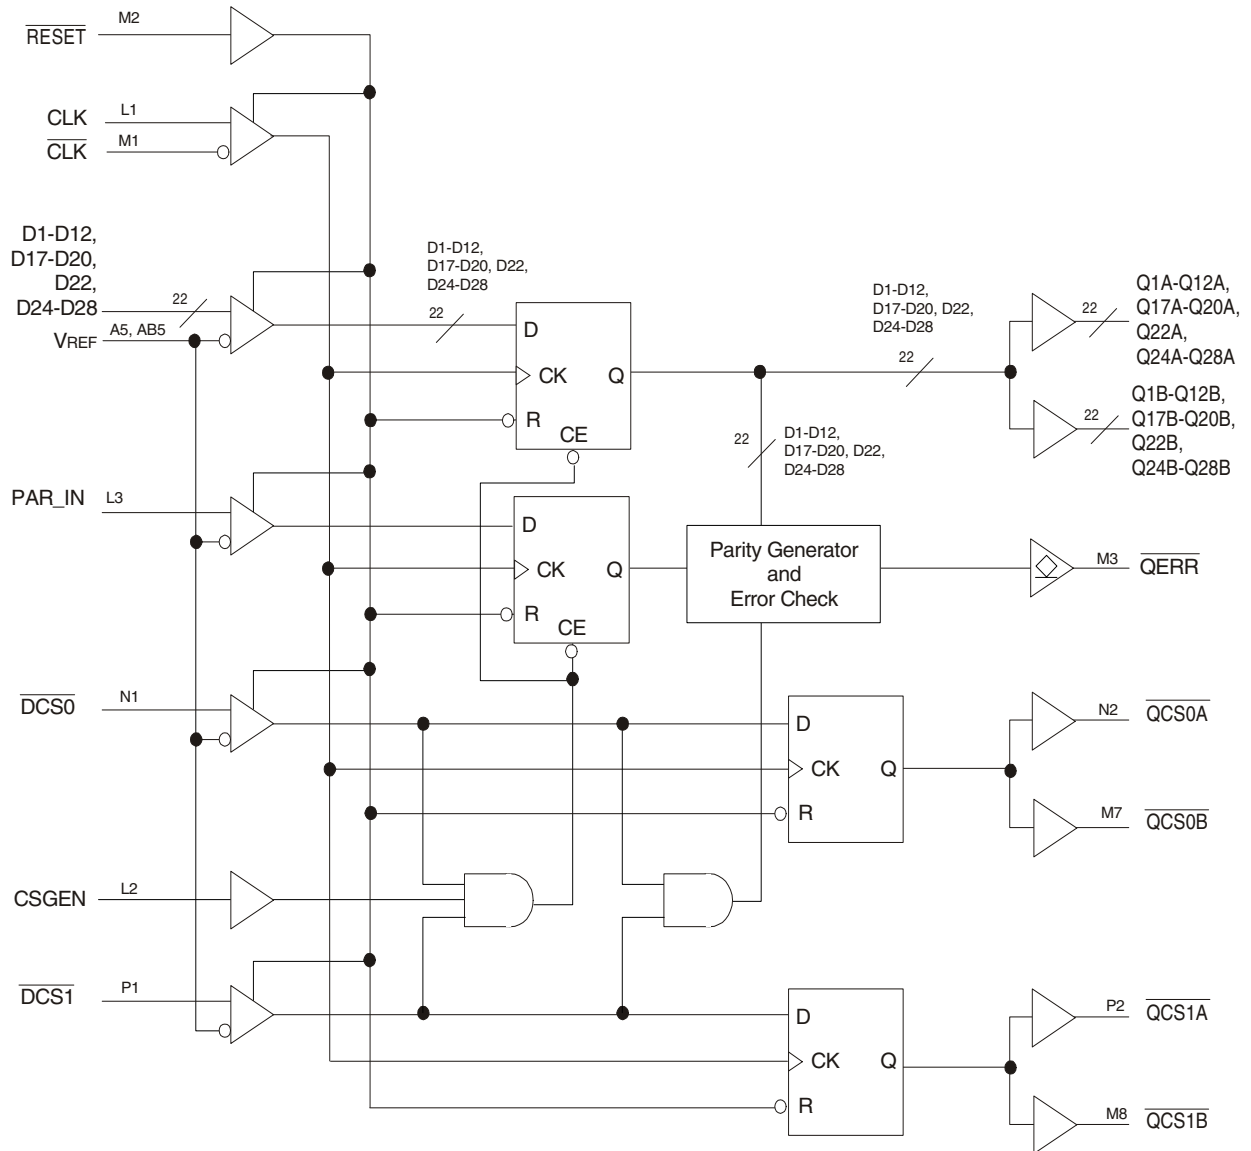 RESET
M2
CLK
L1
CLK
M1
D1-D12,
D17-D20,
D22,
D24-D28
22
VREF
A5, AB5
D1-D12,
D17-D20, D22,
D24-D28
22
D
CK
Q
R
CE
D1-D12,
D17-D20, D22,
D24-D28
22
22
Q1A-Q12A,
Q17A-Q20A,
Q22A,
Q24A-Q28A
22
Q1B-Q12B,
Q17B-Q20B,
Q22B,
Q24B-Q28B
22
D1-D12,
D17-D20, D22,
D24-D28
PAR_IN
L3
D
CK
Q
R
CE
Parity Generator
and
Error Check
M3
QERR
DCS0
N1
D
CK
Q
R
N2
QCS0A
M7
QCS0B
CSGEN
L2
DCS1
P1
D
CK
Q
R
P2
QCS1A
M8
QCS1B